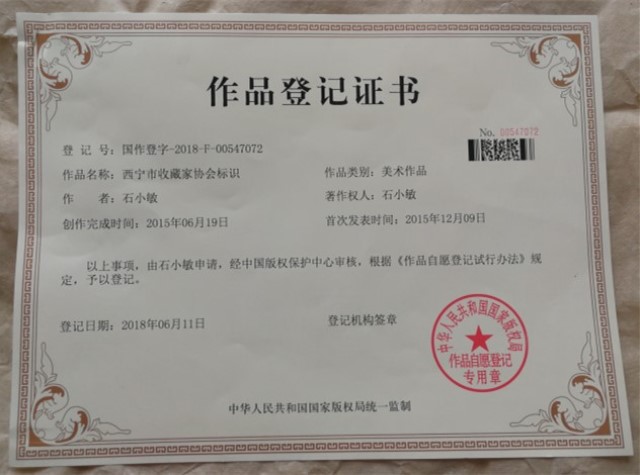 作品登记证书
No. 00547072
登 记 号：国作登字-2018-F-00547072
作品名称：西宁市收藏家协会标识
作品类别：美术作品
作 者：石小敏
著作权人：石小敏
创作完成时间：2015年06月19日
首次发表时间：2015年12月09日
以上事项，由石小敏申请，经中国版权保护中心审核，根据《作品自愿登记试行办法》规
定，予以登记。
登记日期：2018年06月11日
登记机构签章
中华人民共和国国家版权局
作品自愿登记
专用章
中华人民共和国国家版权局统一监制